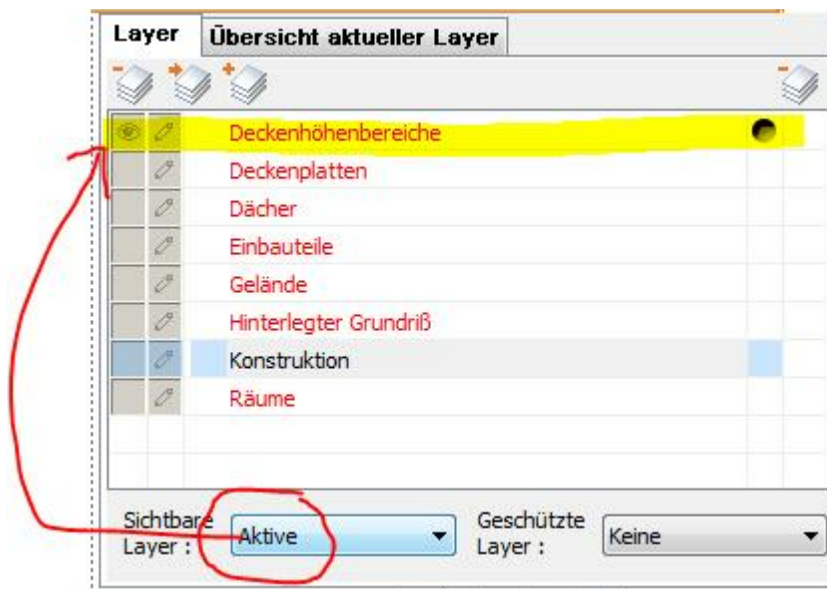 Layer Übersicht aktueller Layer
Deckenhöhenbereiche
Deckenplatten
Dächer
Einbauteile
Gelände
Hinterlegter Grundriß
Konstruktion
Räume
Sichtbare Layer : Aktive
Geschützte Layer : Keine